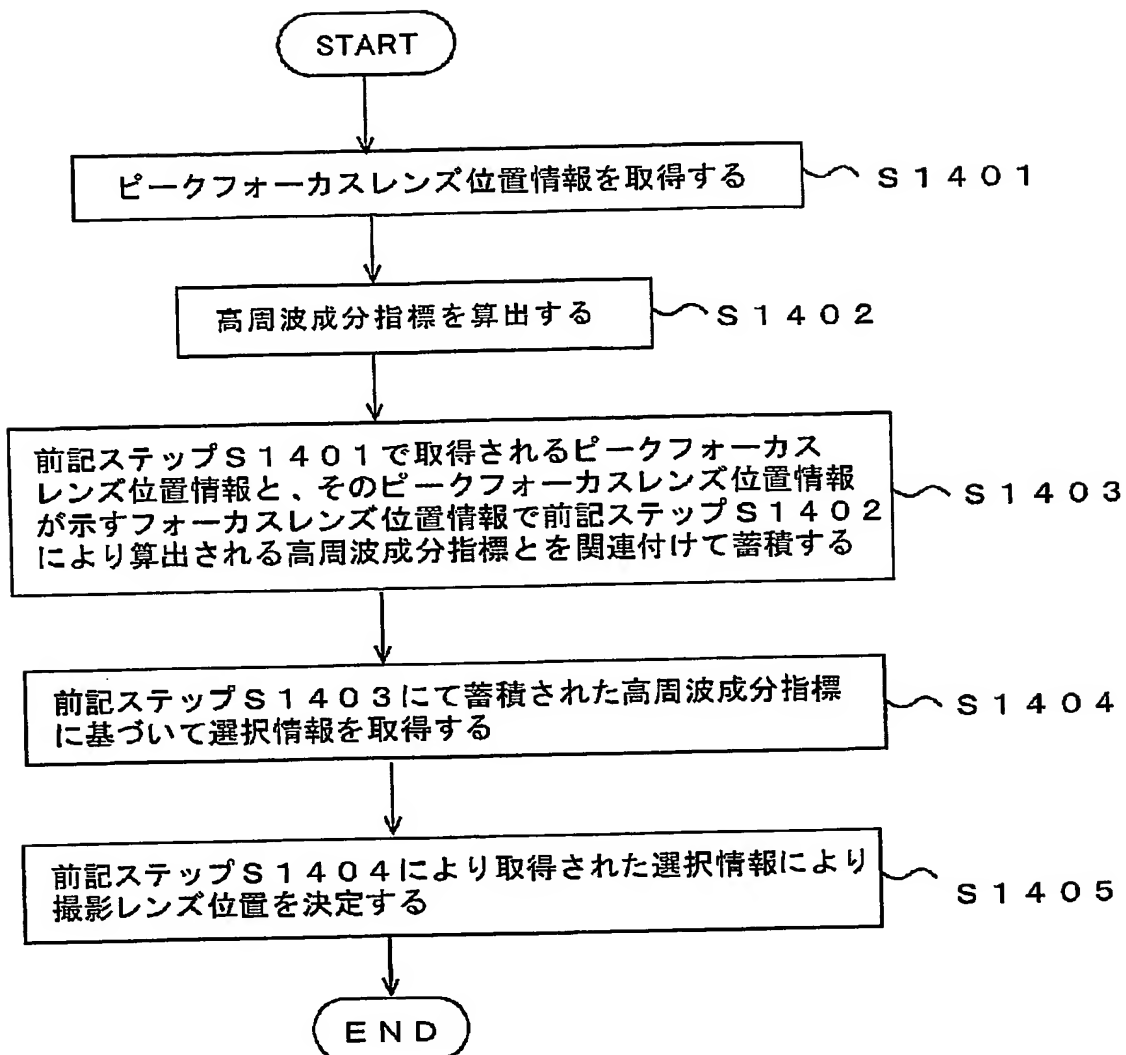 START
ピークフォーカスレンズ位置情報を取得する
S1401
高周波成分指標を算出する
S1402
前記ステップS1401で取得されるピークフォーカス
レンズ位置情報と、そのピークフォーカスレンズ位置情報
が示すフォーカスレンズ位置情報で前記ステップS1402
により算出される高周波成分指標とを関連付けて蓄積する
S1403
前記ステップS1403にて蓄積された高周波成分指標
に基づいて選択情報を取得する
S1404
前記ステップS1404により取得された選択情報により
撮影レンズ位置を決定する
S1405
END